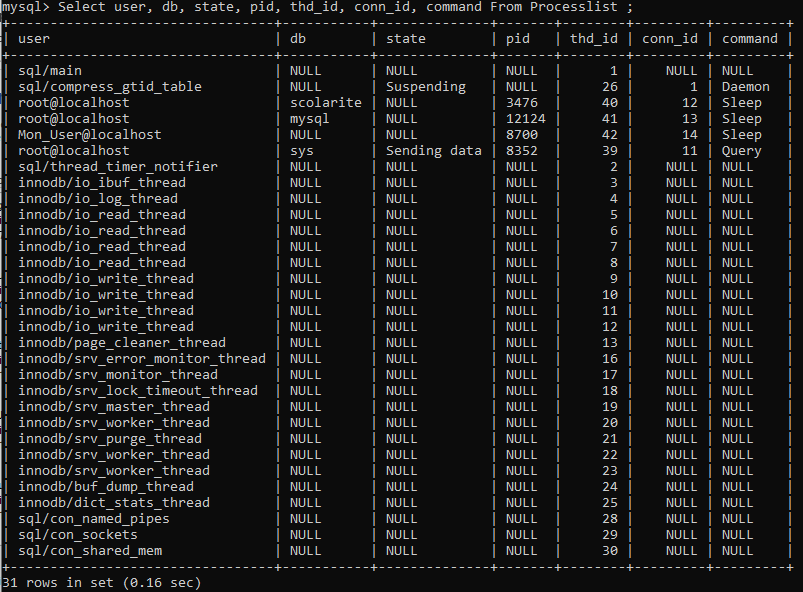 mysql> Select user, db, state, pid, thd_id, conn_id, command From Processlist ;
+---------------------------------+------------+--------------+-------+--------+---------+---------+
| user | db | state | pid | thd_id | conn_id | command |
+---------------------------------+------------+--------------+-------+--------+---------+---------+
| sql/main | NULL | NULL | NULL | 1 | NULL | NULL |
| sql/compress_gtid_table | NULL | Suspending | NULL | 26 | 1 | Daemon |
| root@localhost | scolarite | NULL | 3476 | 40 | 12 | Sleep |
| root@localhost | mysql | NULL | 12124 | 41 | 13 | Sleep |
| Mon_User@localhost | NULL | NULL | 8700 | 42 | 14 | Sleep |
| root@localhost | sys | Sending data | 8352 | 39 | 11 | Query |
| sql/thread_timer_notifier | NULL | NULL | NULL | 2 | NULL | NULL |
| innodb/io_ibuf_thread | NULL | NULL | NULL | 3 | NULL | NULL |
| innodb/io_log_thread | NULL | NULL | NULL | 4 | NULL | NULL |
| innodb/io_read_thread | NULL | NULL | NULL | 5 | NULL | NULL |
| innodb/io_read_thread | NULL | NULL | NULL | 6 | NULL | NULL |
| innodb/io_read_thread | NULL | NULL | NULL | 7 | NULL | NULL |
| innodb/io_read_thread | NULL | NULL | NULL | 8 | NULL | NULL |
| innodb/io_write_thread | NULL | NULL | NULL | 9 | NULL | NULL |
| innodb/io_write_thread | NULL | NULL | NULL | 10 | NULL | NULL |
| innodb/io_write_thread | NULL | NULL | NULL | 11 | NULL | NULL |
| innodb/io_write_thread | NULL | NULL | NULL | 12 | NULL | NULL |
| innodb/page_cleaner_thread | NULL | NULL | NULL | 13 | NULL | NULL |
| innodb/srv_error_monitor_thread | NULL | NULL | NULL | 16 | NULL | NULL |
| innodb/srv_monitor_thread | NULL | NULL | NULL | 17 | NULL | NULL |
| innodb/srv_lock_timeout_thread | NULL | NULL | NULL | 18 | NULL | NULL |
| innodb/srv_master_thread | NULL | NULL | NULL | 19 | NULL | NULL |
| innodb/srv_worker_thread | NULL | NULL | NULL | 20 | NULL | NULL |
| innodb/srv_purge_thread | NULL | NULL | NULL | 21 | NULL | NULL |
| innodb/srv_worker_thread | NULL | NULL | NULL | 22 | NULL | NULL |
| innodb/srv_worker_thread | NULL | NULL | NULL | 23 | NULL | NULL |
| innodb/buf_dump_thread | NULL | NULL | NULL | 24 | NULL | NULL |
| innodb/dict_stats_thread | NULL | NULL | NULL | 25 | NULL | NULL |
| sql/con_named_pipes | NULL | NULL | NULL | 28 | NULL | NULL |
| sql/con_sockets | NULL | NULL | NULL | 29 | NULL | NULL |
| sql/con_shared_mem | NULL | NULL | NULL | 30 | NULL | NULL |
+---------------------------------+------------+--------------+-------+--------+---------+---------+
31 rows in set (0.16 sec)